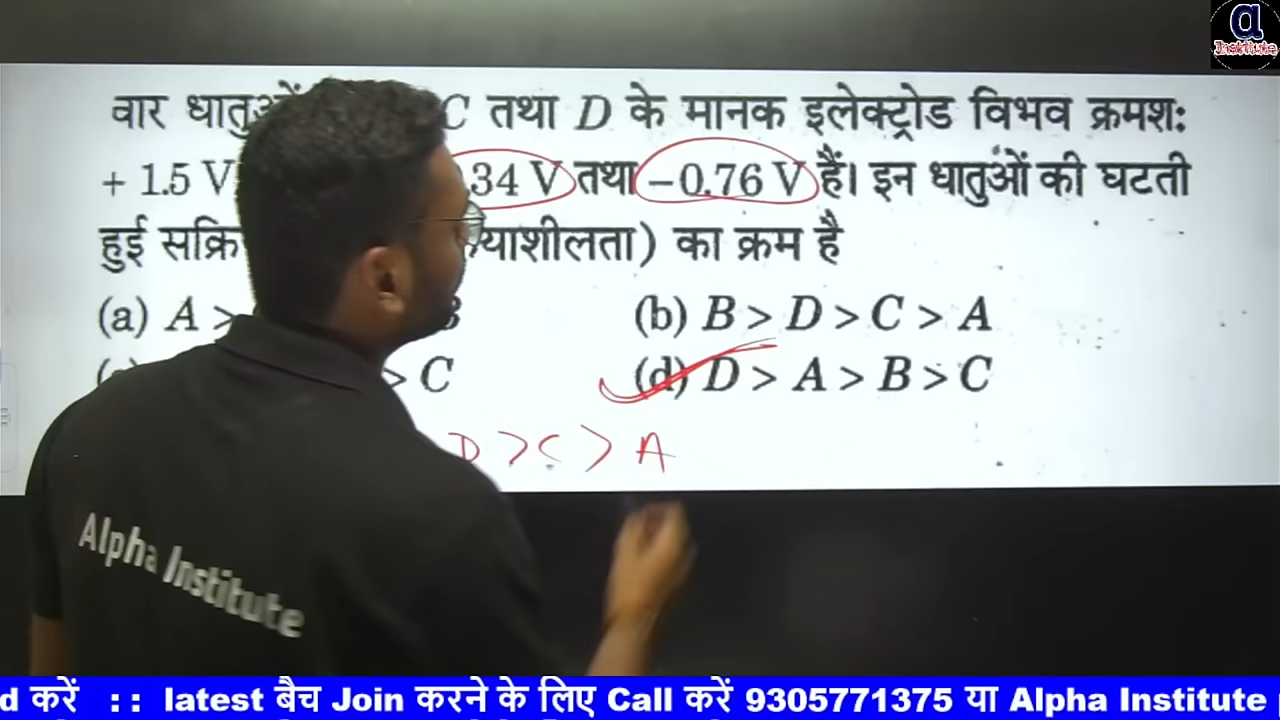 α
Institute
वार धातुओं C तथा D के मानक इलेक्ट्रोड विभव क्रमशः
+ 1.5 V .34 V तथा –0.76 V हैं। इन धातुओं की घटती
हुई सक्रि याशीलता) का क्रम है
(a) A > B
(b) B > D > C > A
> C
(d) D > A > B > C
D > C > A
Alpha Institute
d करें :: latest बैच Join करने के लिए Call करें 9305771375 या Alpha Institute